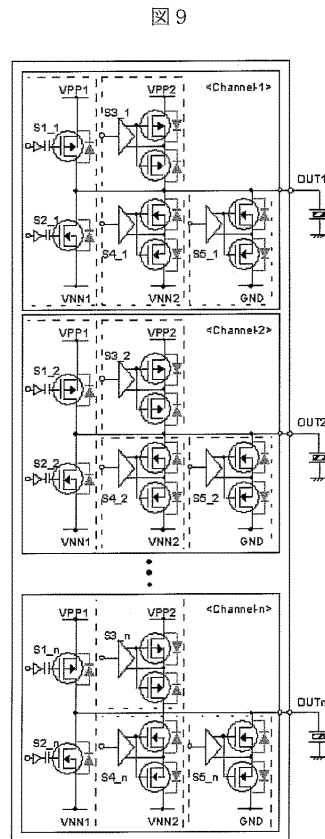 図9
VPP1
VPP2
<Channel-1>
S1_1
S3_1
OUT1
S2_1
S4_1
S5_1
VNN1
VNN2
GND
VPP1
VPP2
<Channel-2>
S1_2
S3_2
OUT2
S2_2
S4_2
S5_2
VNN1
VNN2
GND
VPP1
VPP2
<Channel-n>
S1_n
S3_n
OUTn
S2_n
S4_n
S5_n
VNN1
VNN2
GND